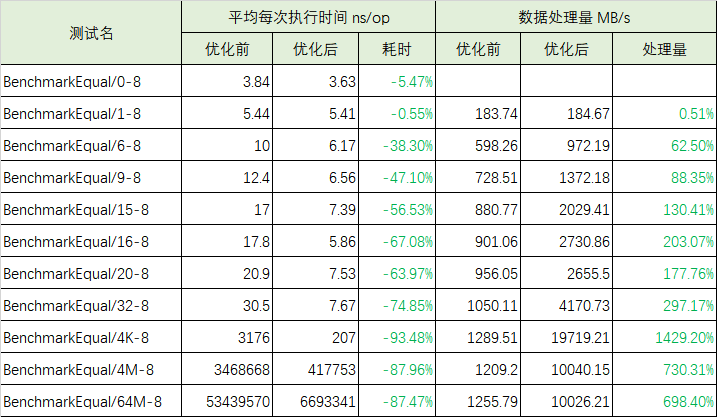 测试名 平均每次执行时间 ns/op 数据处理量 MB/s
优化前 优化后 耗时 优化前 优化后 处理量
BenchmarkEqual/0-8 3.84 3.63 -5.47%
BenchmarkEqual/1-8 5.44 5.41 -0.55% 183.74 184.67 0.51%
BenchmarkEqual/6-8 10 6.17 -38.30% 598.26 972.19 62.50%
BenchmarkEqual/9-8 12.4 6.56 -47.10% 728.51 1372.18 88.35%
BenchmarkEqual/15-8 17 7.39 -56.53% 880.77 2029.41 130.41%
BenchmarkEqual/16-8 17.8 5.86 -67.08% 901.06 2730.86 203.07%
BenchmarkEqual/20-8 20.9 7.53 -63.97% 956.05 2655.5 177.76%
BenchmarkEqual/32-8 30.5 7.67 -74.85% 1050.11 4170.73 297.17%
BenchmarkEqual/4K-8 3176 207 -93.48% 1289.51 19719.21 1429.20%
BenchmarkEqual/4M-8 3468668 417753 -87.96% 1209.2 10040.15 730.31%
BenchmarkEqual/64M-8 53439570 6693341 -87.47% 1255.79 10026.21 698.40%